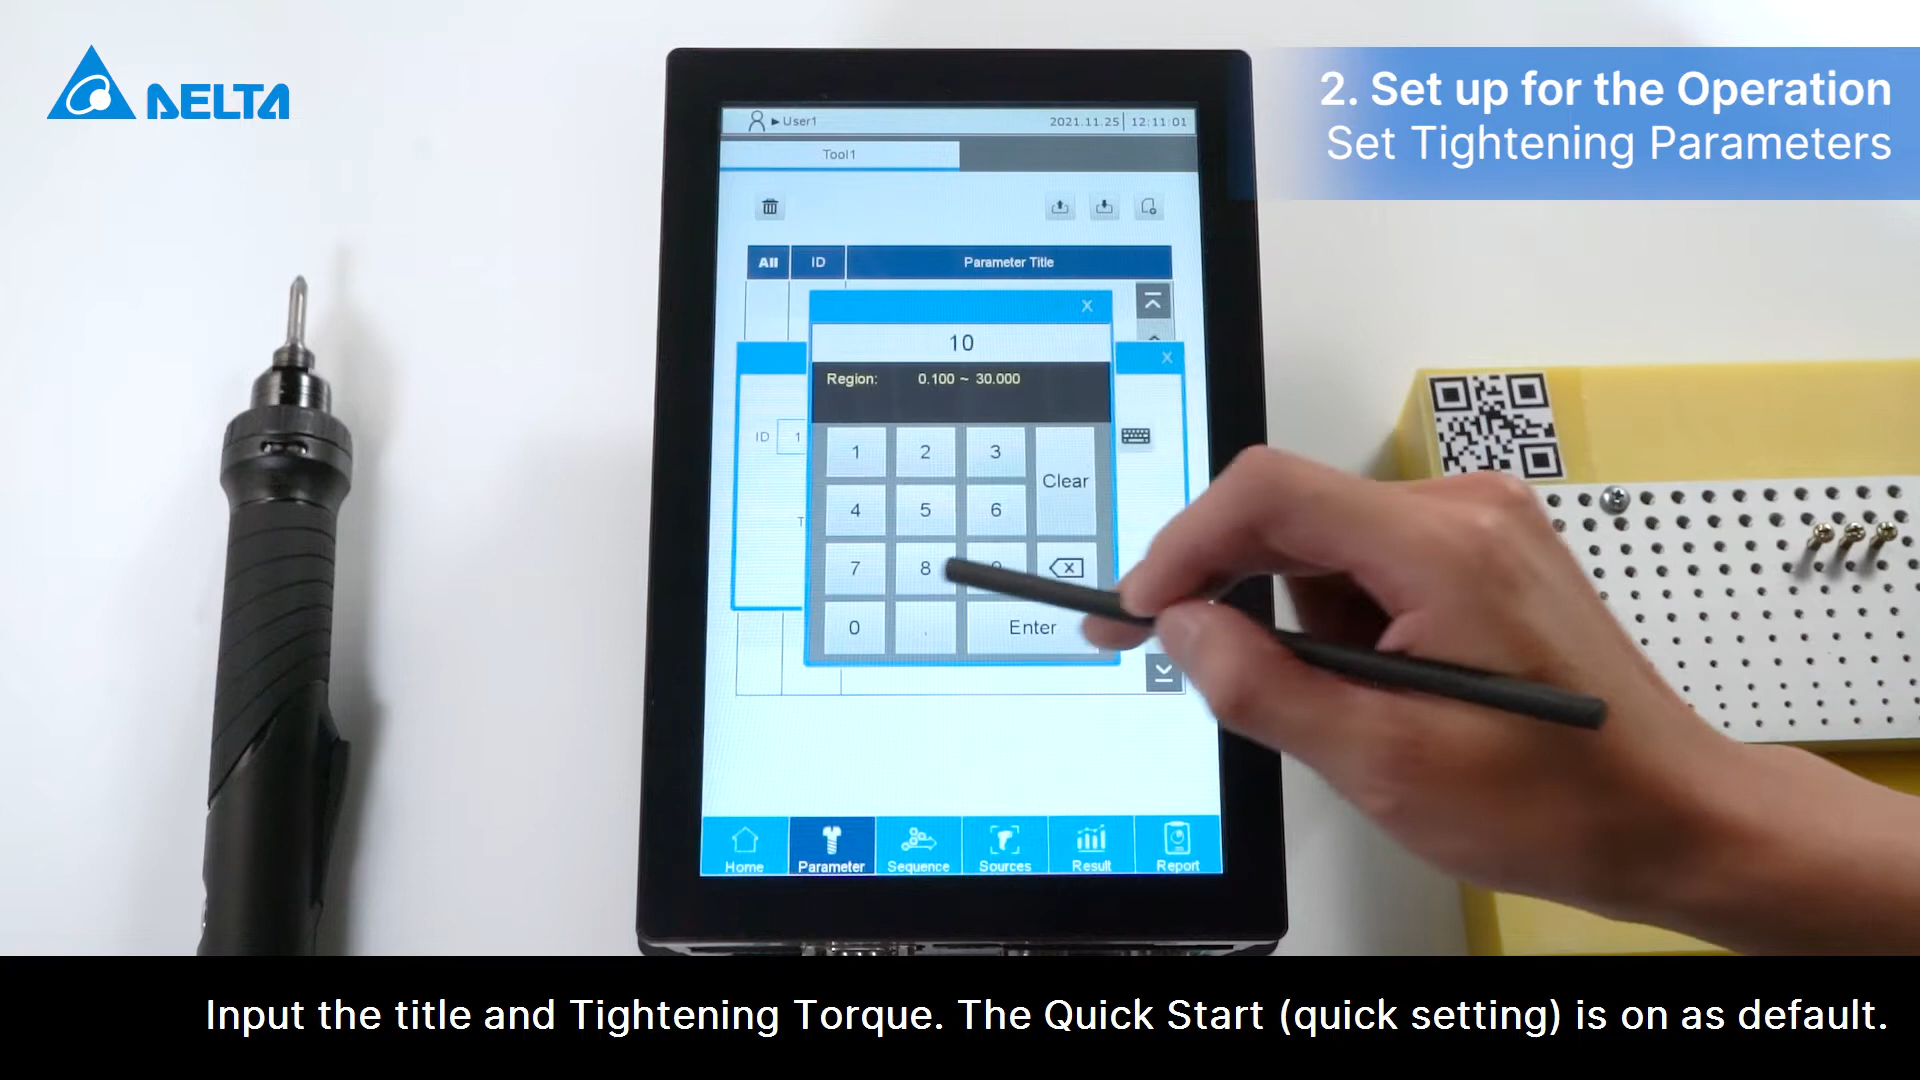 DELTA
2. Set up for the Operation
Set Tightening Parameters
User1
2021.11.25 12:11:01
Tool1
All ID Parameter Title
X
10
X
Region: 0.100 ~ 30.000
ID 1
1 2 3
Clear
4 5 6
T
7 8 9
0 . Enter
Home Parameter Sequence Sources Result Report
Input the title and Tightening Torque. The Quick Start (quick setting) is on as default.